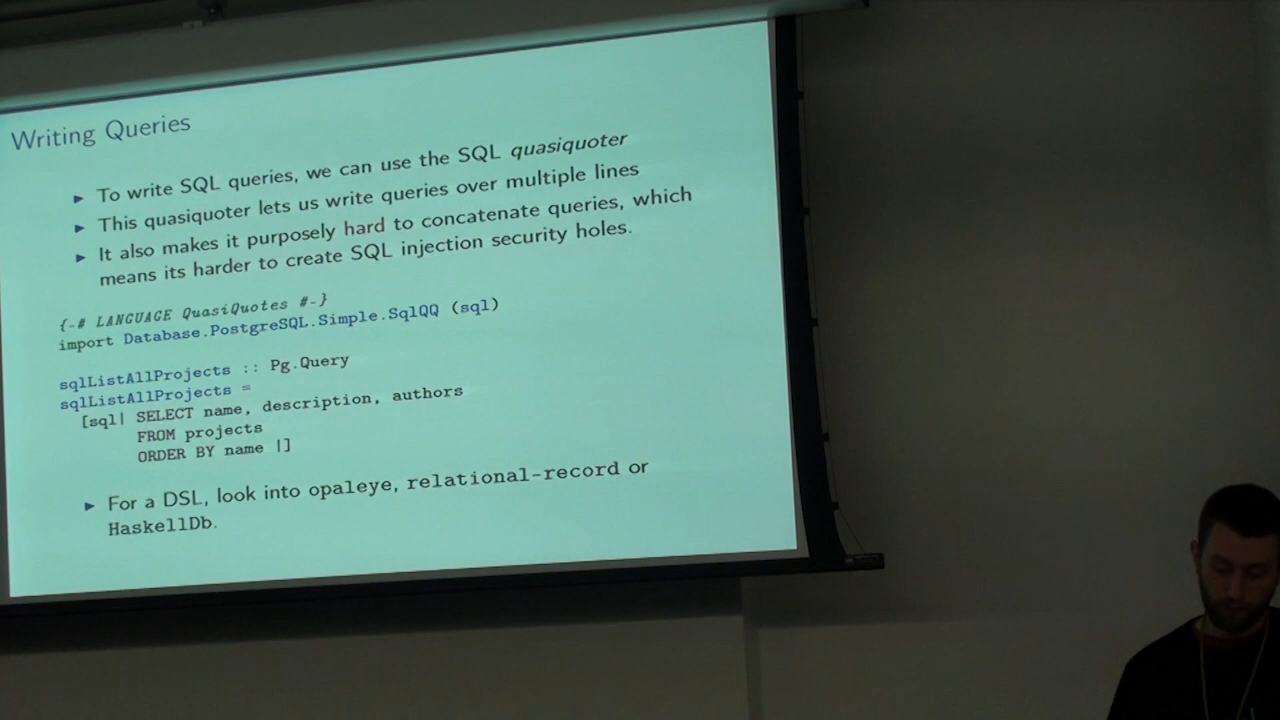 Writing Queries
► To write SQL queries, we can use the SQL quasiquoter
► This quasiquoter lets us write queries over multiple lines
► It also makes it purposely hard to concatenate queries, which
means its harder to create SQL injection security holes.
{-# LANGUAGE QuasiQuotes #-}
import Database.PostgreSQL.Simple.SqlQQ (sql)
sqlListAllProjects :: Pg.Query
sqlListAllProjects =
[sql| SELECT name, description, authors
FROM projects
ORDER BY name |]
► For a DSL, look into opaleye, relational-record or
HaskellDb.